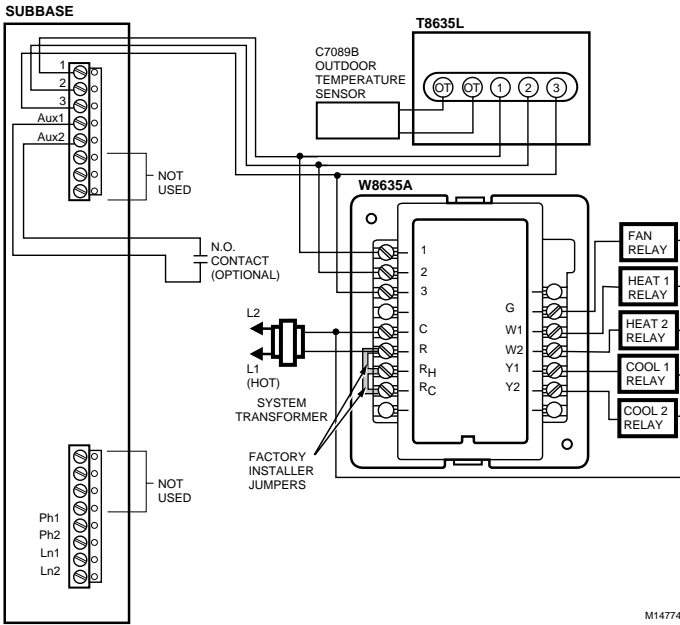 SUBBASE
1
2
3
Aux1
Aux2
NOT
USED
N.O.
CONTACT
(OPTIONAL)
NOT
USED
Ph1
Ph2
Ln1
Ln2
T8635L
C7089B
OUTDOOR
TEMPERATURE
SENSOR
OT OT 1 2 3
W8635A
1
2
3
C
R
RH
RC
G
W1
W2
Y1
Y2
L2
L1
(HOT)
SYSTEM
TRANSFORMER
FACTORY
INSTALLER
JUMPERS
FAN
RELAY
HEAT 1
RELAY
HEAT 2
RELAY
COOL 1
RELAY
COOL 2
RELAY
M14774